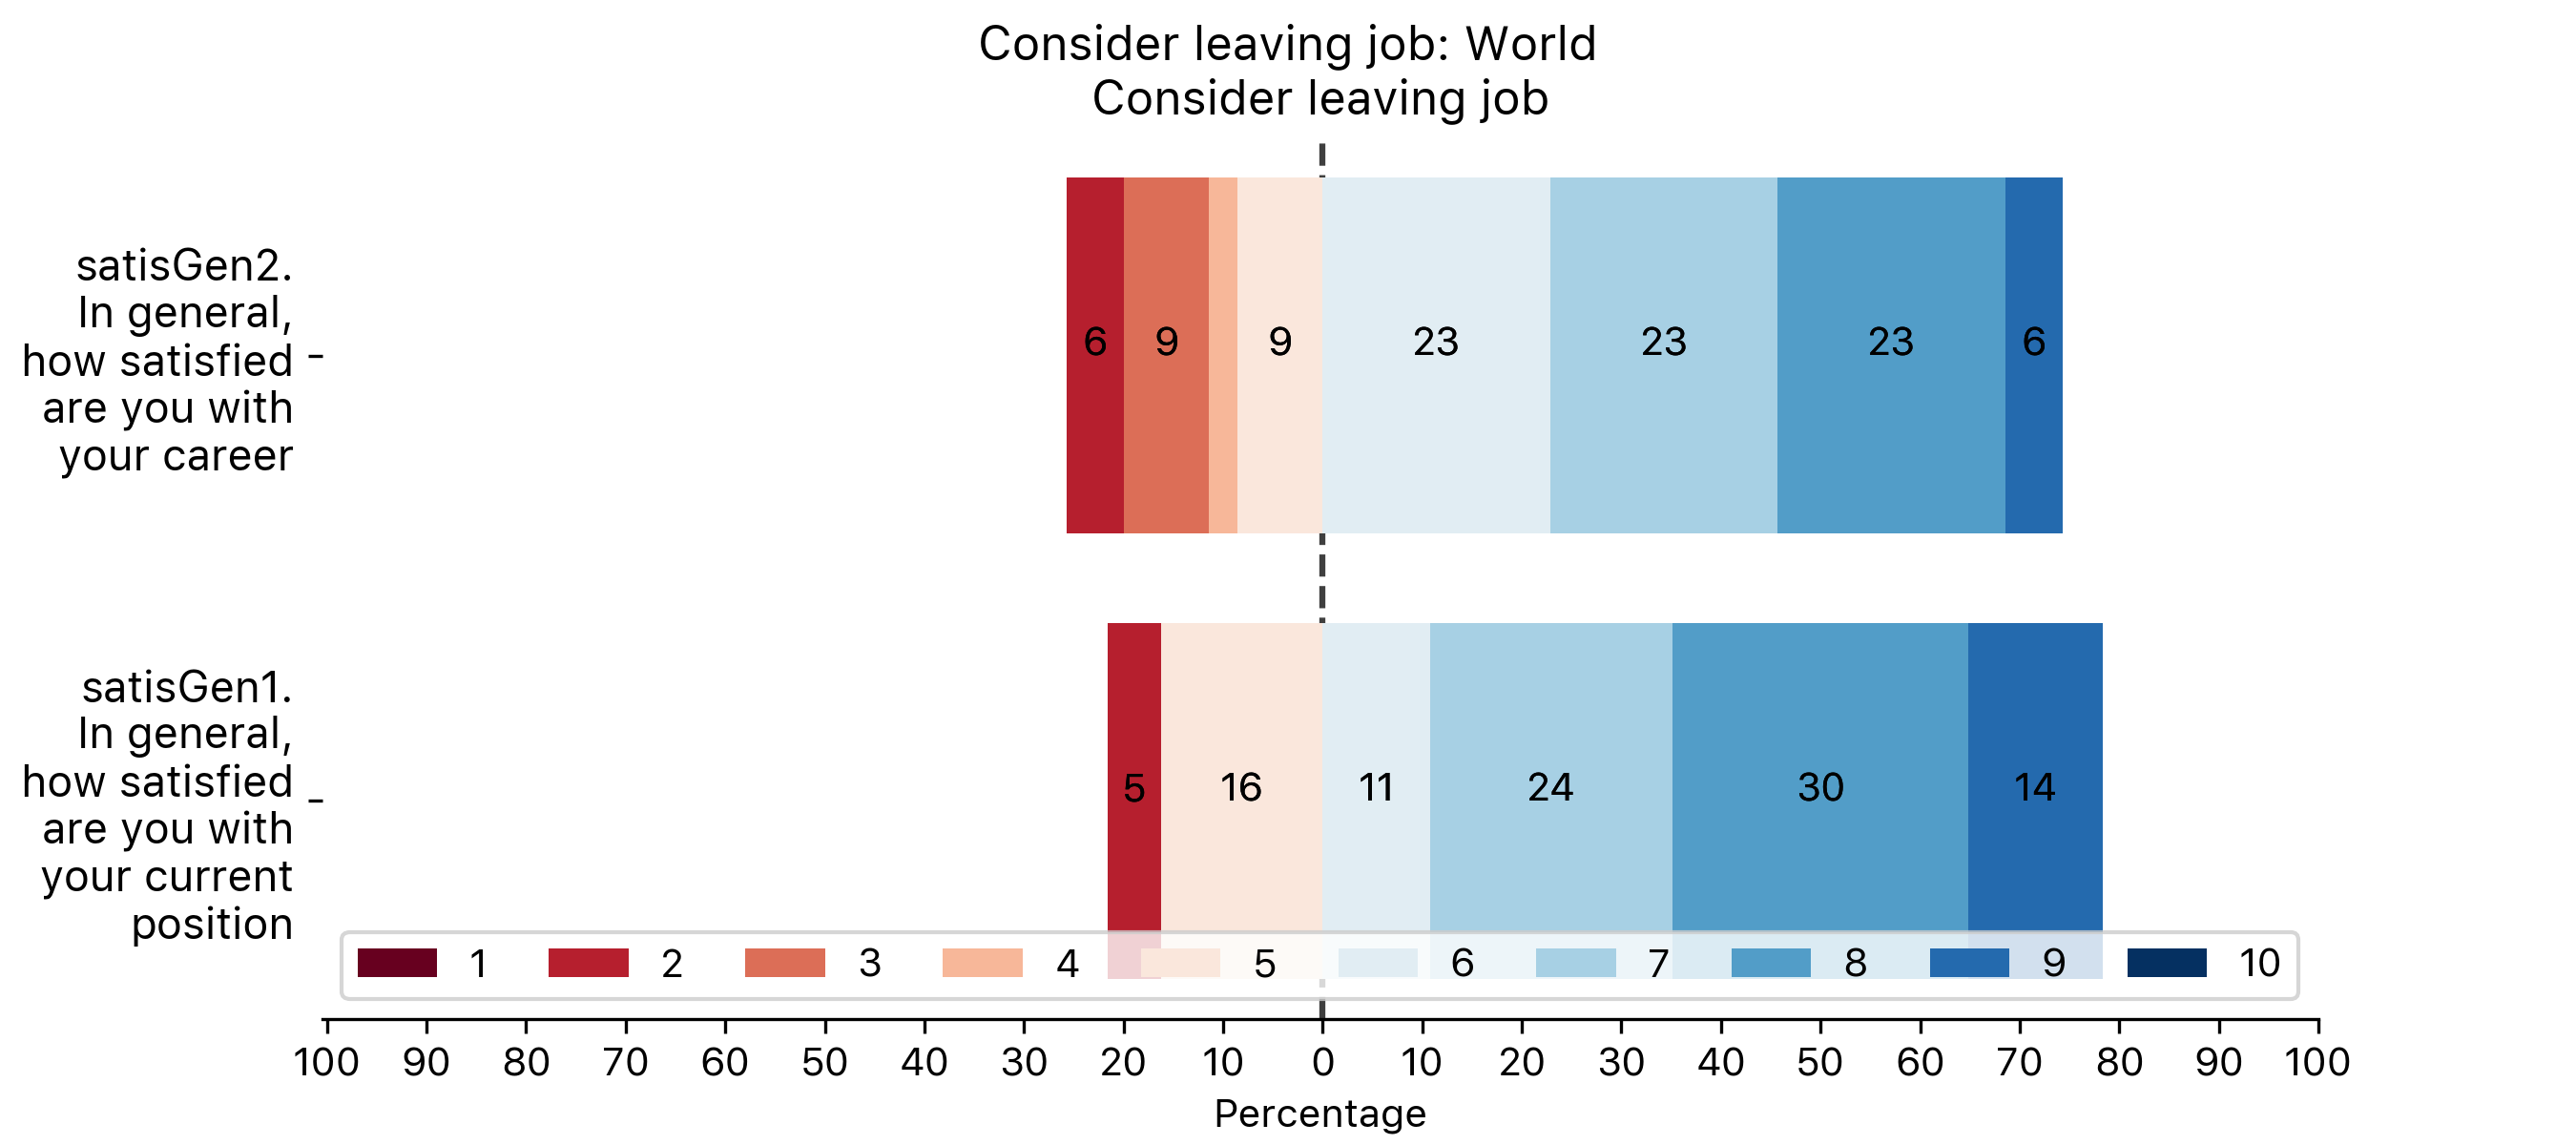 Consider leaving job: World
Consider leaving job
satisGen2.
In general,
how satisfied
are you with
your career
6 9 9 23 23 23 6
satisGen1.
In general,
how satisfied
are you with
your current
position
5 16 11 24 30 14
1 2 3 4 5 6 7 8 9 10
100 90 80 70 60 50 40 30 20 10 0 10 20 30 40 50 60 70 80 90 100
Percentage